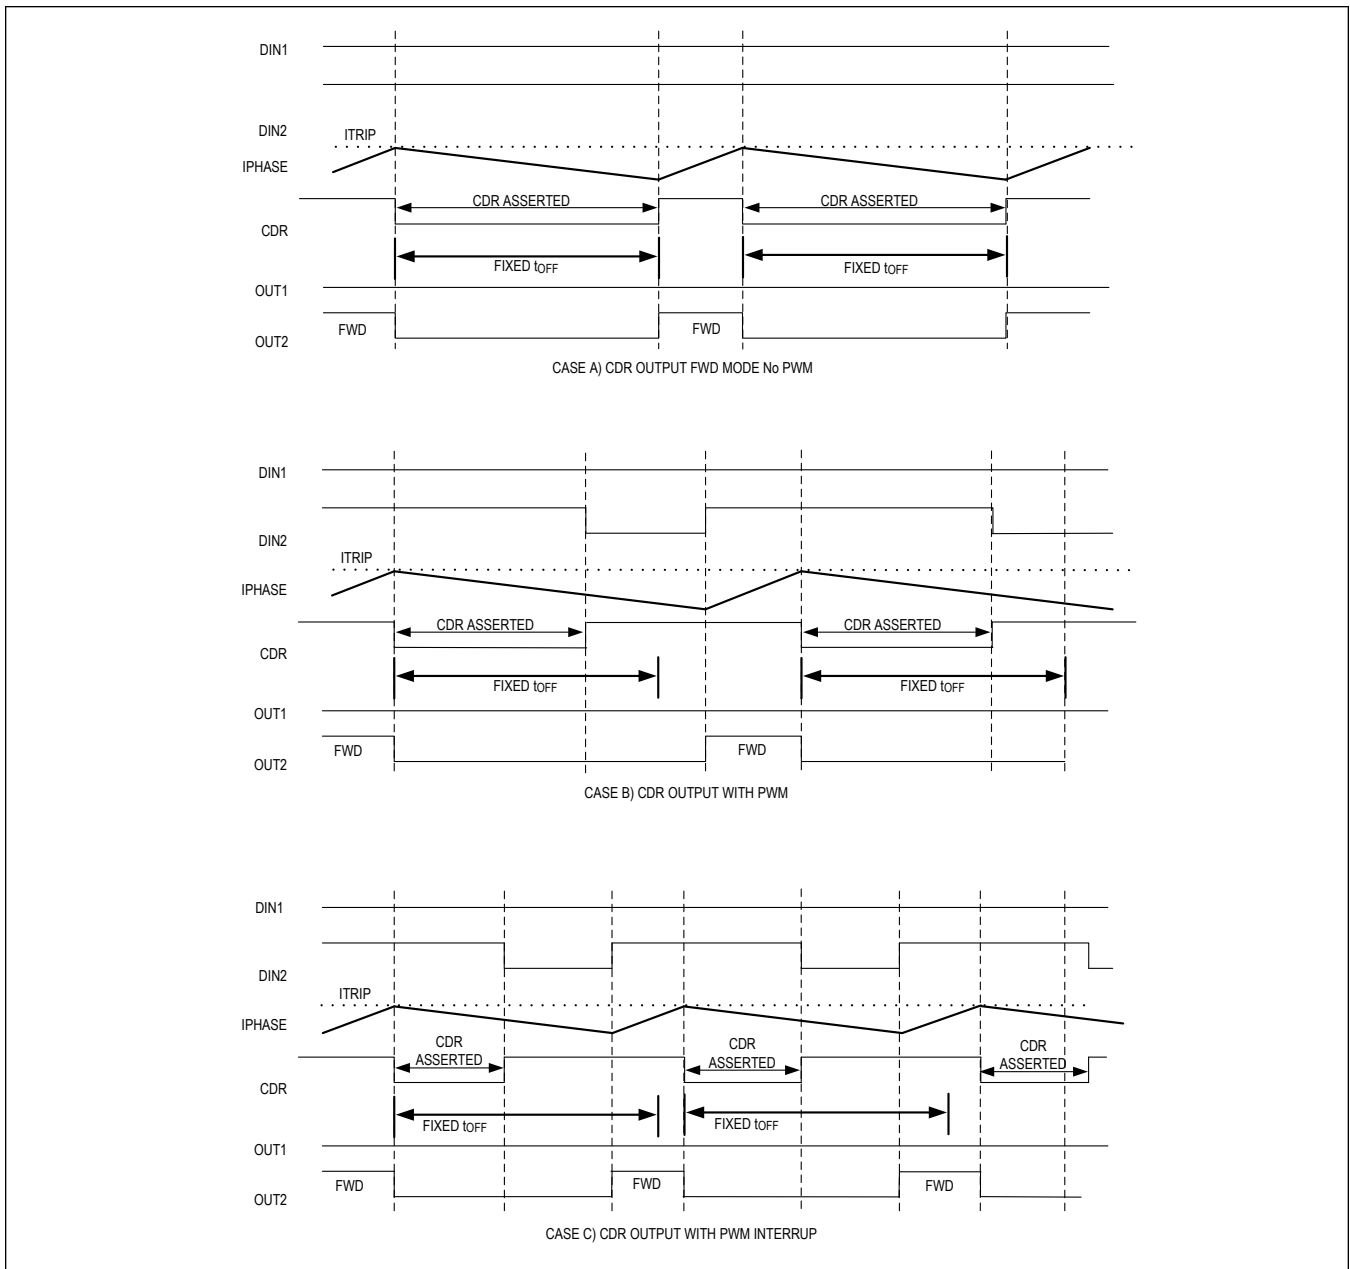 DIN1
DIN2
ITRIP
IPHASE
CDR ASSERTED
CDR ASSERTED
CDR
FIXED tOFF
FIXED tOFF
OUT1
FWD
FWD
OUT2
CASE A) CDR OUTPUT FWD MODE No PWM
DIN1
DIN2
ITRIP
IPHASE
CDR ASSERTED
CDR ASSERTED
CDR
FIXED tOFF
FIXED tOFF
OUT1
FWD
FWD
OUT2
CASE B) CDR OUTPUT WITH PWM
DIN1
DIN2
ITRIP
IPHASE
CDR
ASSERTED
CDR
ASSERTED
CDR
ASSERTED
CDR
FIXED tOFF
FIXED tOFF
OUT1
FWD
FWD
FWD
OUT2
CASE C) CDR OUTPUT WITH PWM INTERRUP